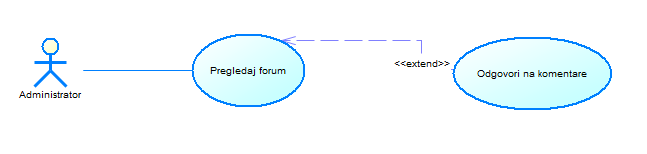 Administrator
Pregledaj forum
<<extend>>
Odgovori na komentare